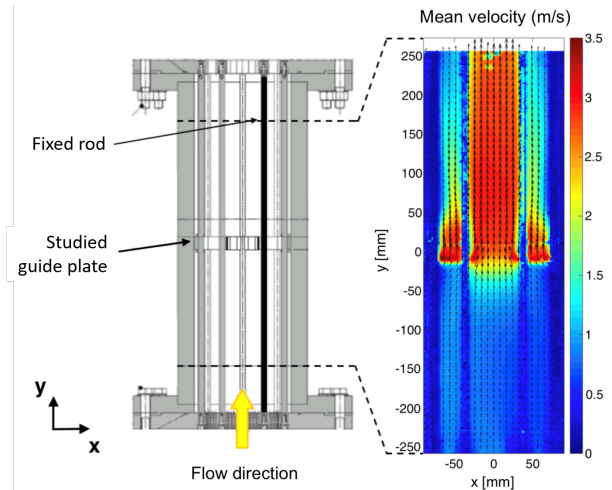 Mean velocity (m/s)
Fixed rod
Studied
guide plate
y
x
Flow direction
y [mm]
250
200
150
100
50
0
-50
-100
-150
-200
-250
-50
0
50
x [mm]
3.5
3
2.5
2
1.5
1
0.5
0